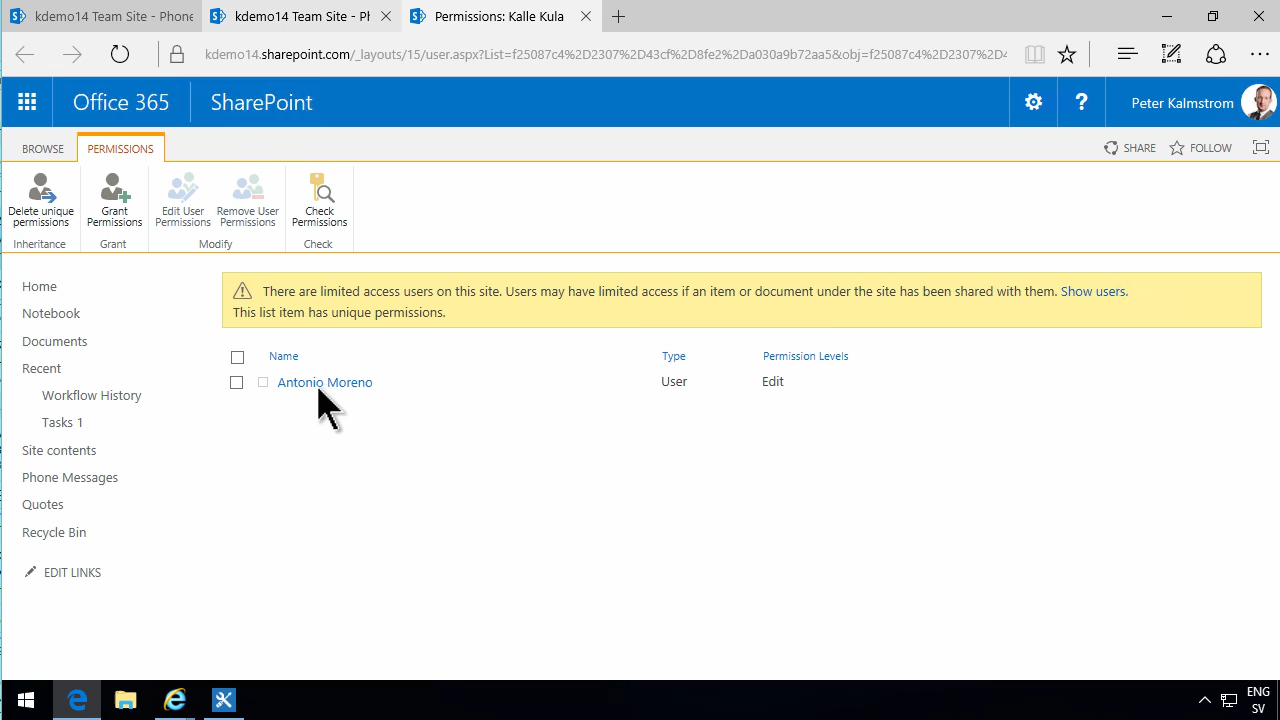 kdemo14 Team Site - Phone
kdemo14 Team Site - Ph
Permissions: Kalle Kula
kdemo14.sharepoint.com/_layouts/15/user.aspx?List=f25087c4%2D2307%2D43cf%2D8fe2%2Da030a9b72aa5&obj=f25087c4%2D2307%2D4
Office 365
SharePoint
?
Peter Kalmstrom
BROWSE
PERMISSIONS
SHARE
FOLLOW
Delete unique
permissions
Inheritance
Grant
Permissions
Grant
Edit User
Permissions
Remove User
Permissions
Modify
Check
Permissions
Check
Home
Notebook
Documents
Recent
Workflow History
Tasks 1
Site contents
Phone Messages
Quotes
Recycle Bin
EDIT LINKS
There are limited access users on this site. Users may have limited access if an item or document under the site has been shared with them. Show users.
This list item has unique permissions.
Name
Type
Permission Levels
Antonio Moreno
User
Edit
ENG
SV